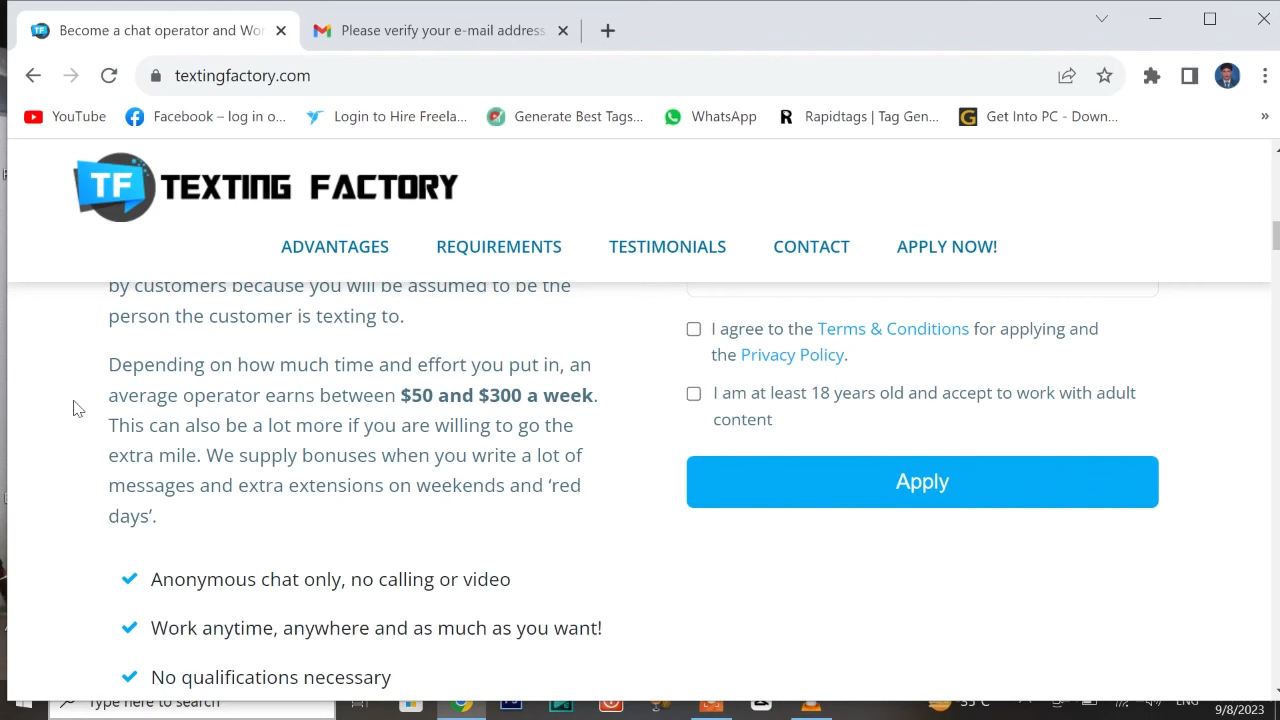 Become a chat operator and Wor
Please verify your e-mail address
textingfactory.com
YouTube
Facebook – log in o...
Login to Hire Freela...
Generate Best Tags...
WhatsApp
Rapidtags | Tag Gen...
Get Into PC - Down...
»
TF TEXTING FACTORY
ADVANTAGES
REQUIREMENTS
TESTIMONIALS
CONTACT
APPLY NOW!
by customers because you will be assumed to be the
person the customer is texting to.
Depending on how much time and effort you put in, an
average operator earns between $50 and $300 a week.
This can also be a lot more if you are willing to go the
extra mile. We supply bonuses when you write a lot of
messages and extra extensions on weekends and ‘red
days’.
Anonymous chat only, no calling or video
Work anytime, anywhere and as much as you want!
No qualifications necessary
I agree to the Terms & Conditions for applying and
the Privacy Policy.
I am at least 18 years old and accept to work with adult
content
Apply
Type here to search
ENG
9/8/2023